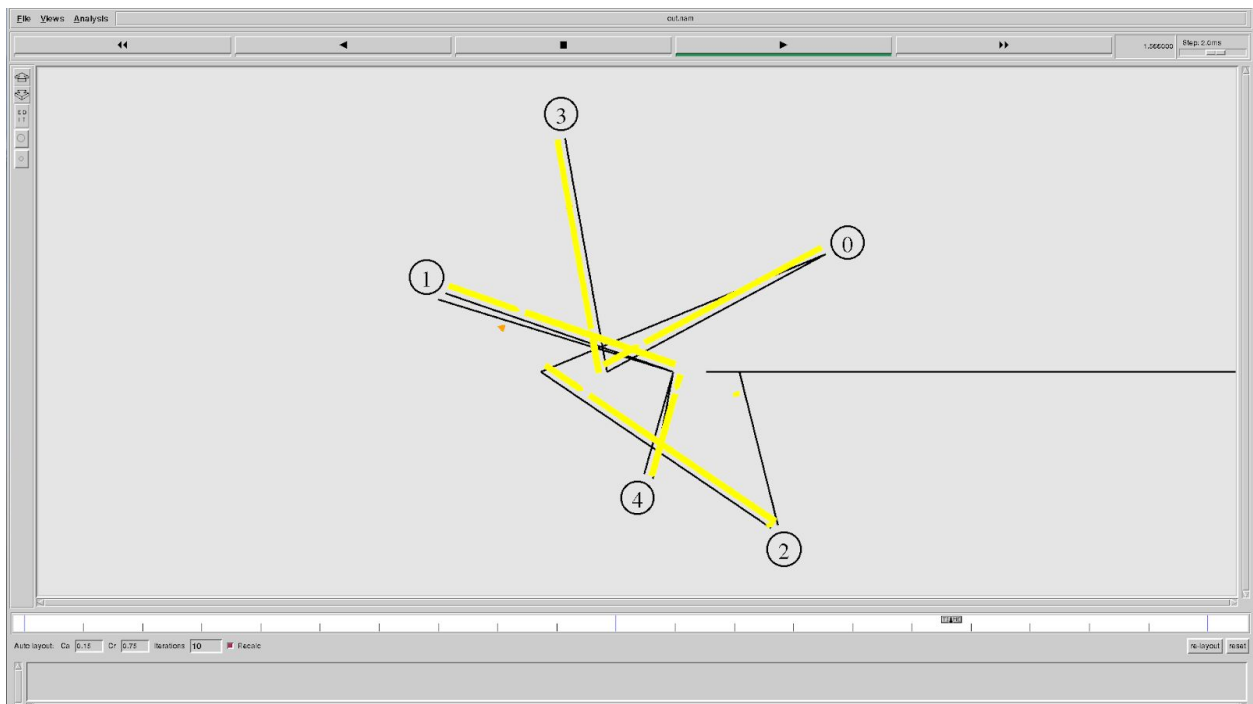 File Views Analysis out.nam
1.566000 Step: 2.0ms
3
0
1
4
2
Auto layout: Ca 0.15 Cr 0.75 Iterations 10 Recalc re-layout reset